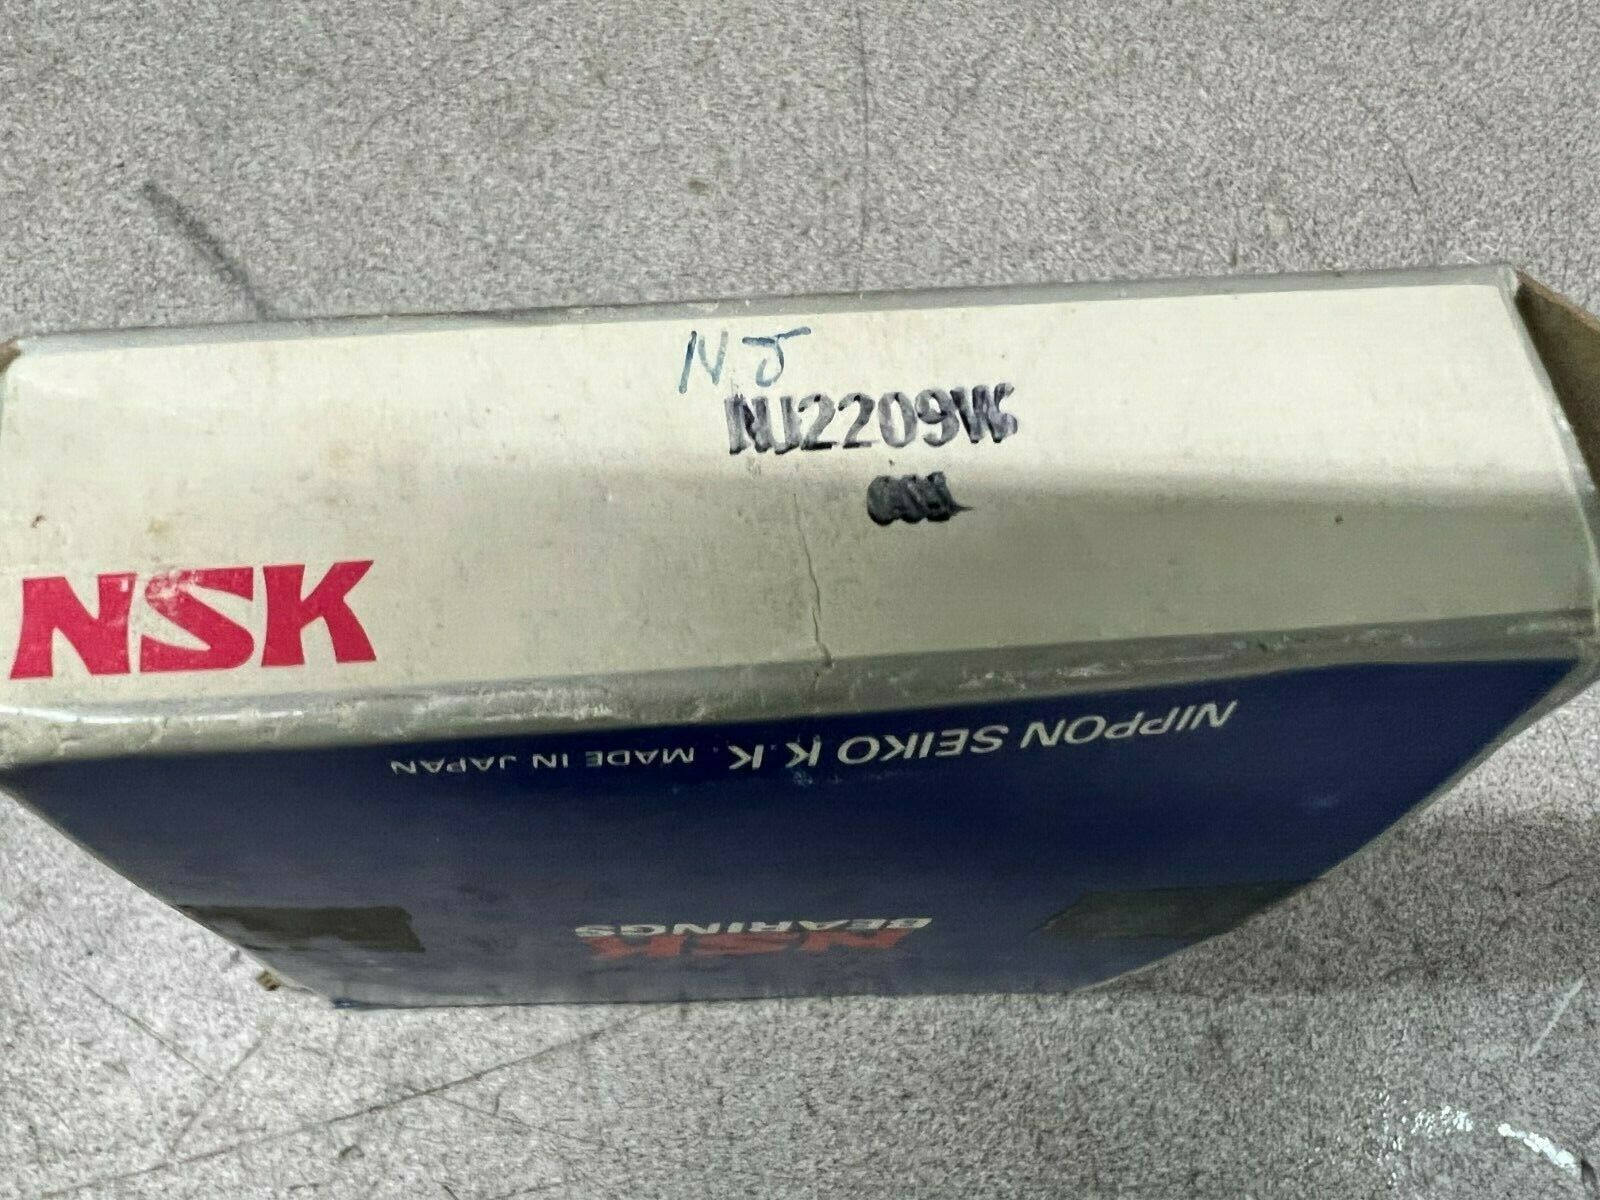 NJ
NJ2209W
NSK
NIPPON SEIKO K.K. MADE IN JAPAN
NSK
BEARINGS